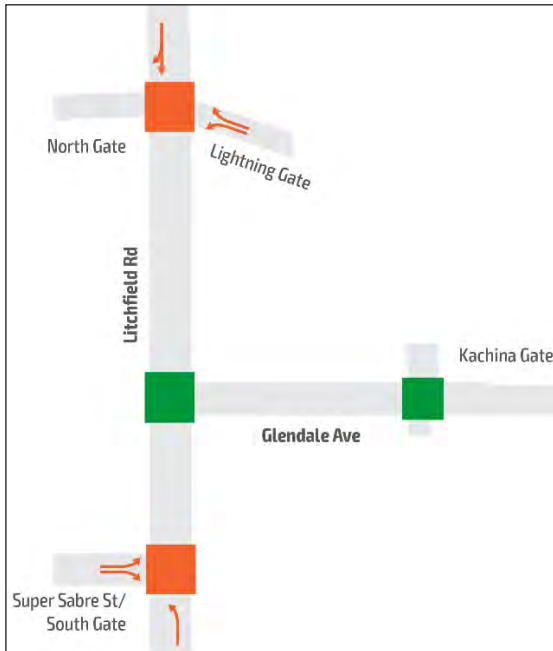 North Gate
Lightning Gate
Litchfield Rd
Kachina Gate
Glendale Ave
Super Sabre St/
South Gate